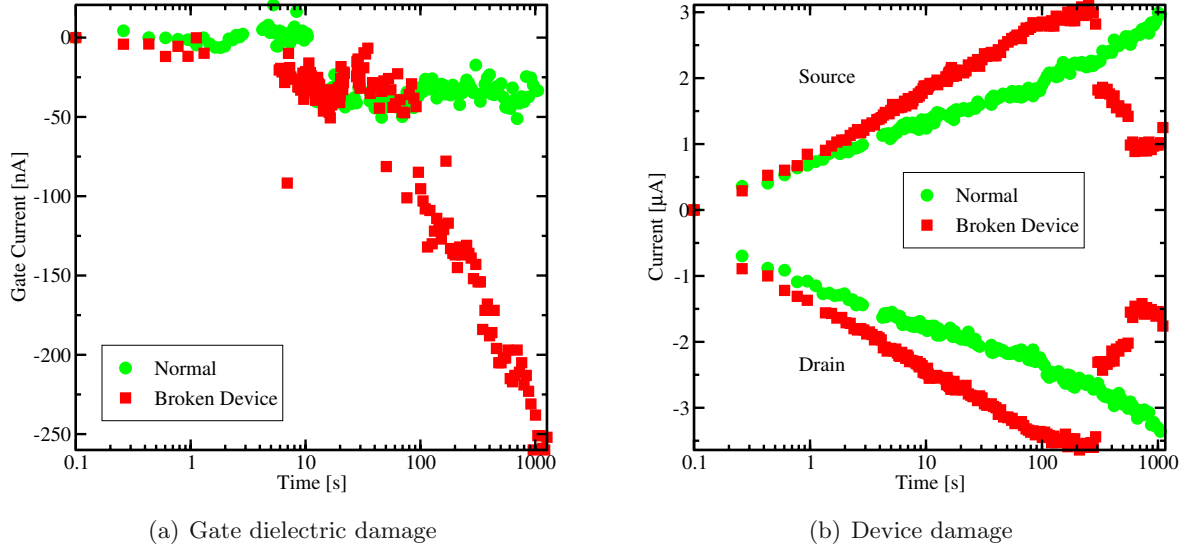 0
-50
-100
-150
-200
-250
Gate Current [nA]
Normal
Broken Device
0.1 1 10 100 1000
Time [s]
(a) Gate dielectric damage
3
2
1
0
-1
-2
-3
Current [µA]
Source
Normal
Broken Device
Drain
0.1 1 10 100 1000
Time [s]
(b) Device damage